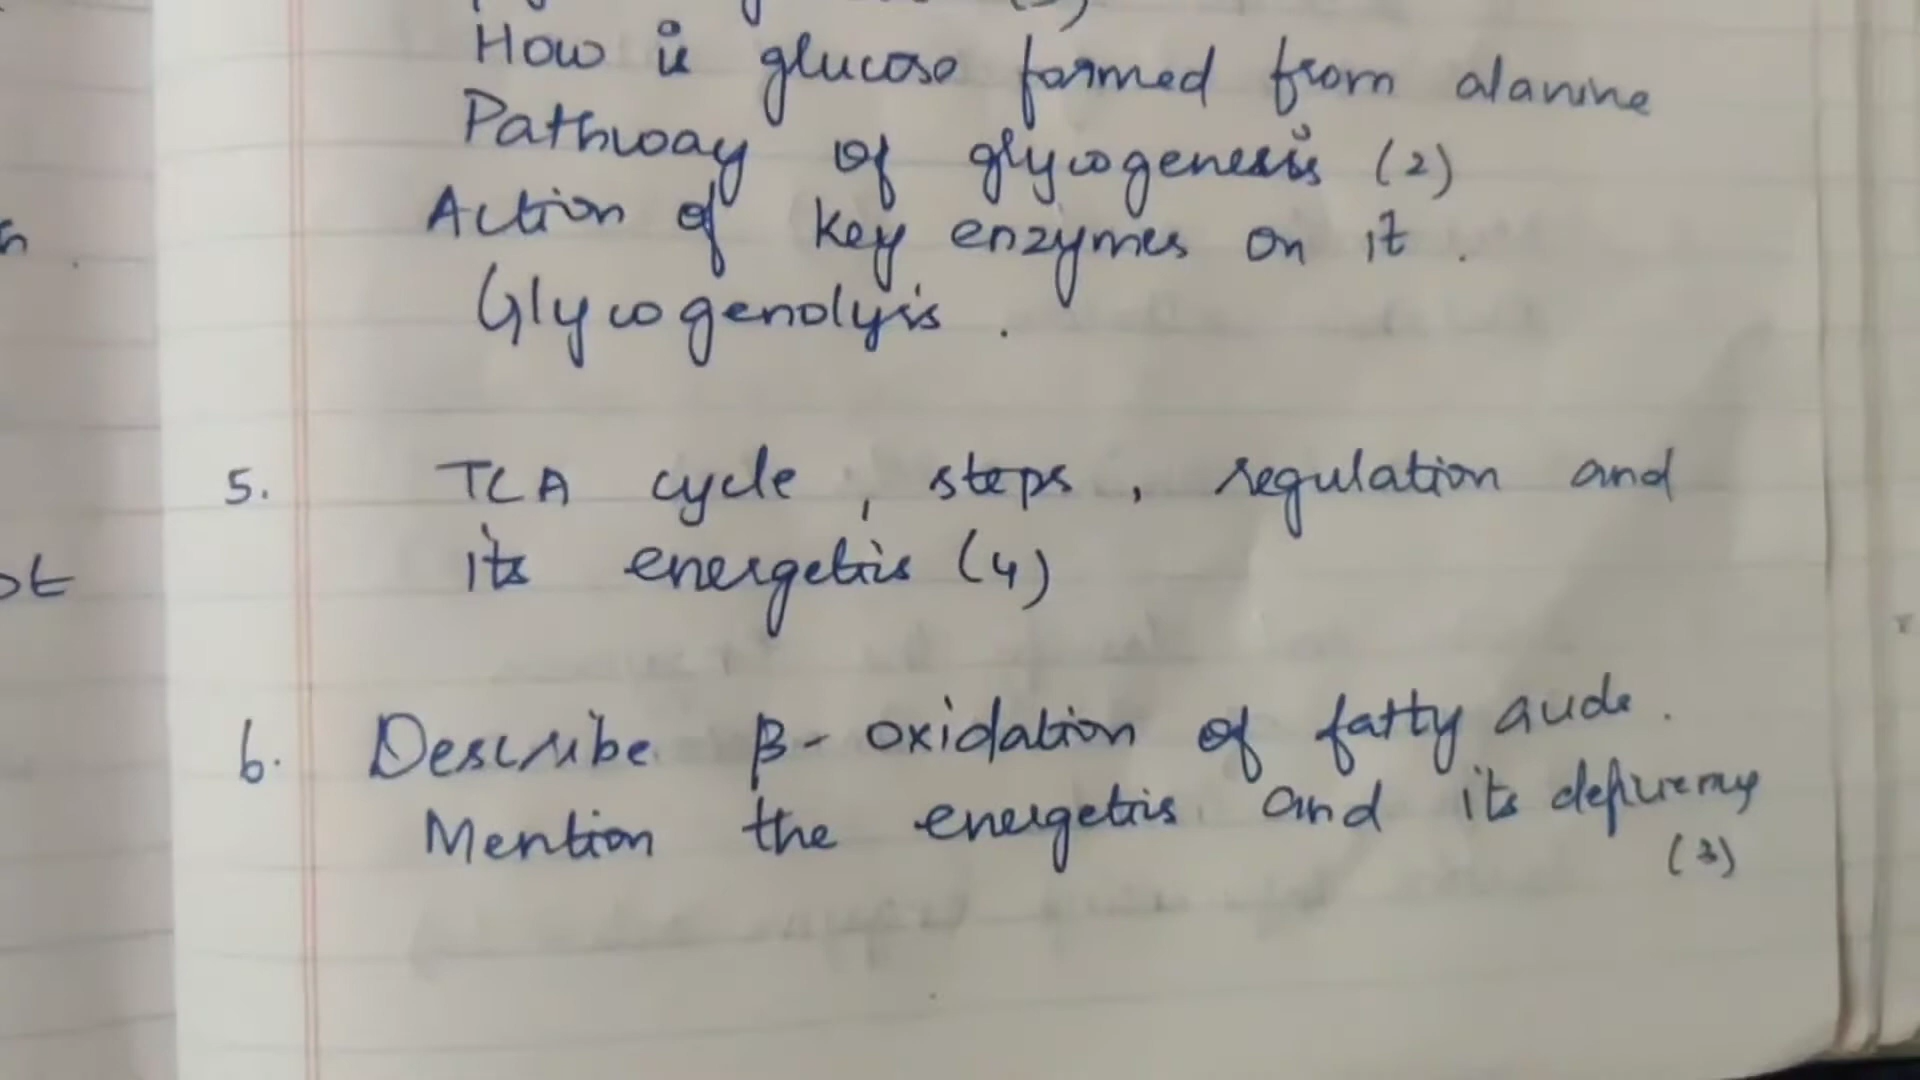 How is glucose formed from alanine
Pathway of glycogenesis (2)
Action of key enzymes on it.
Glycogenolysis.
5. TCA cycle, steps, regulation and
its energetics (4)
6. Describe β-oxidation of fatty acids.
Mention the energetics and its deficiency
(3)